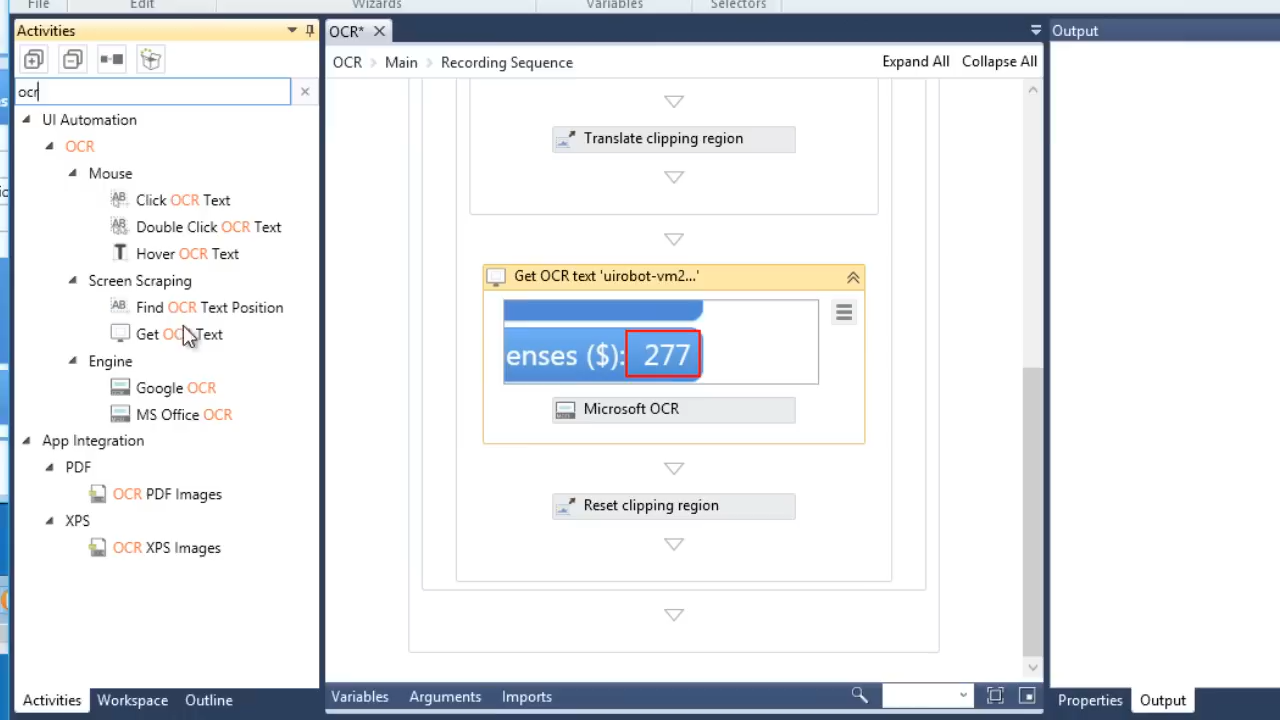 File
Edit
Wizards
Variables
Selectors
Activities
ocr
UI Automation
OCR
Mouse
Click OCR Text
Double Click OCR Text
Hover OCR Text
Screen Scraping
Find OCR Text Position
Get OCR Text
Engine
Google OCR
MS Office OCR
App Integration
PDF
OCR PDF Images
XPS
OCR XPS Images
Activities
Workspace
Outline
OCR*
OCR
Main
Recording Sequence
Expand All
Collapse All
Translate clipping region
Get OCR text 'uirobot-vm2...'
enses ($): 277
Microsoft OCR
Reset clipping region
Variables
Arguments
Imports
Output
Properties
Output